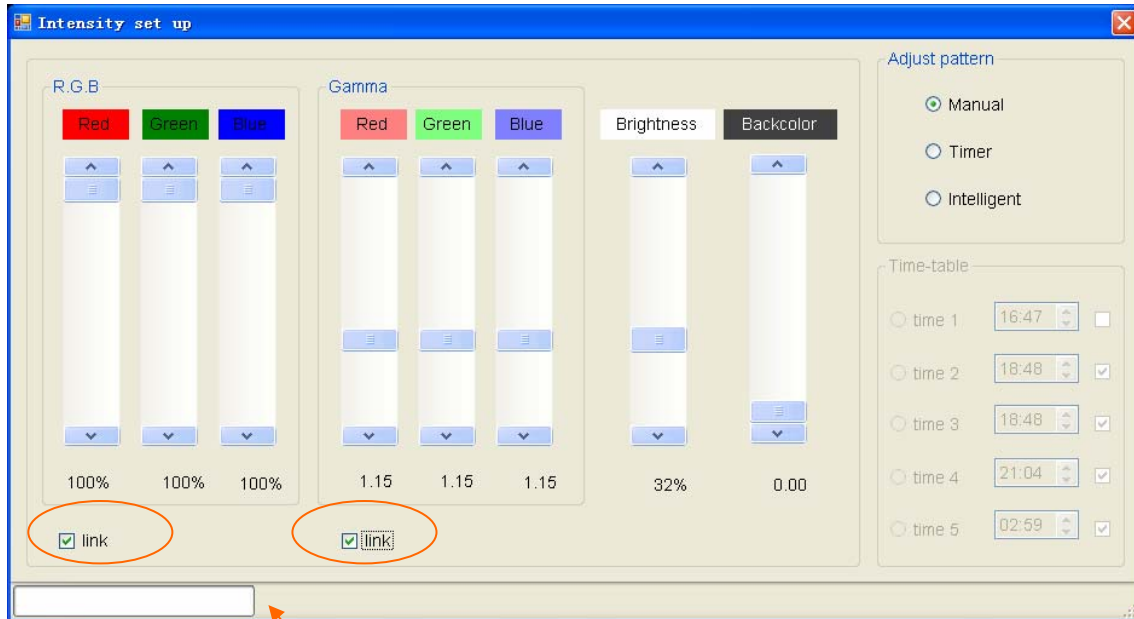 Intensity set up
R.G.B
Red Green Blue
100% 100% 100%
link
Gamma
Red Green Blue
1.15 1.15 1.15
link
Brightness
32%
Backcolor
0.00
Adjust pattern
Manual
Timer
Intelligent
Time-table
time 1 16:47
time 2 18:48
time 3 18:48
time 4 21:04
time 5 02:59